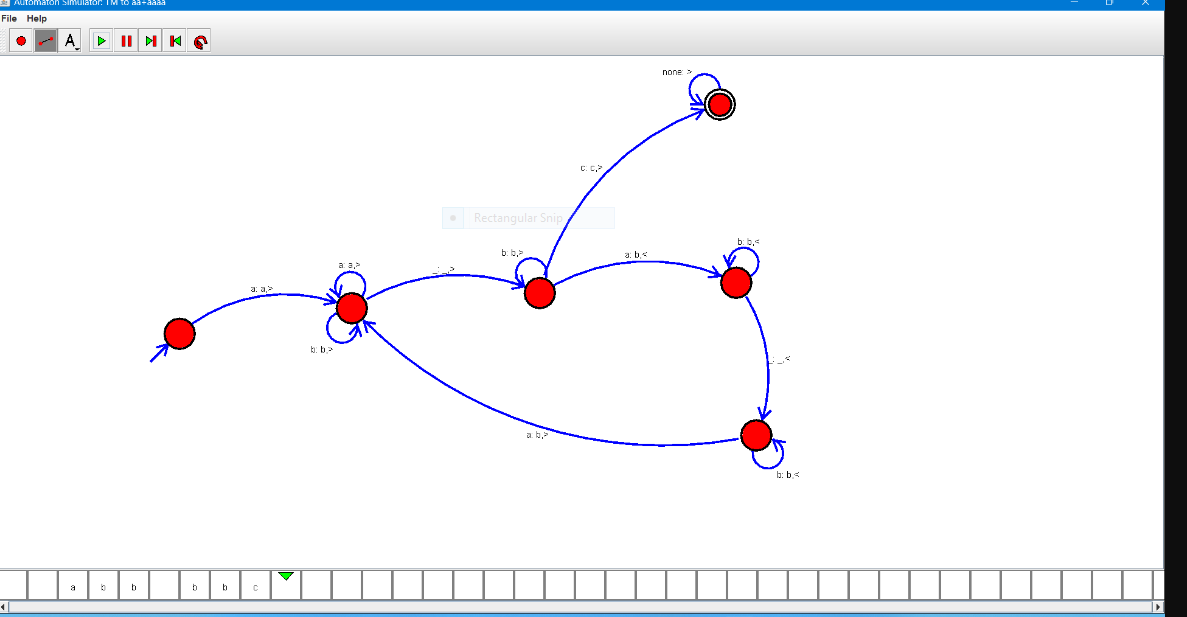 Automaton Simulator: TM to aa+aaaa
File Help
A
none: >
c: c,>
Rectangular Snip
b: b,<
b: b,>
a: b,<
a: a,>
_: _,>
a: a,>
b: b,>
_: _,<
a: b,>
b: b,<
a b b b b c